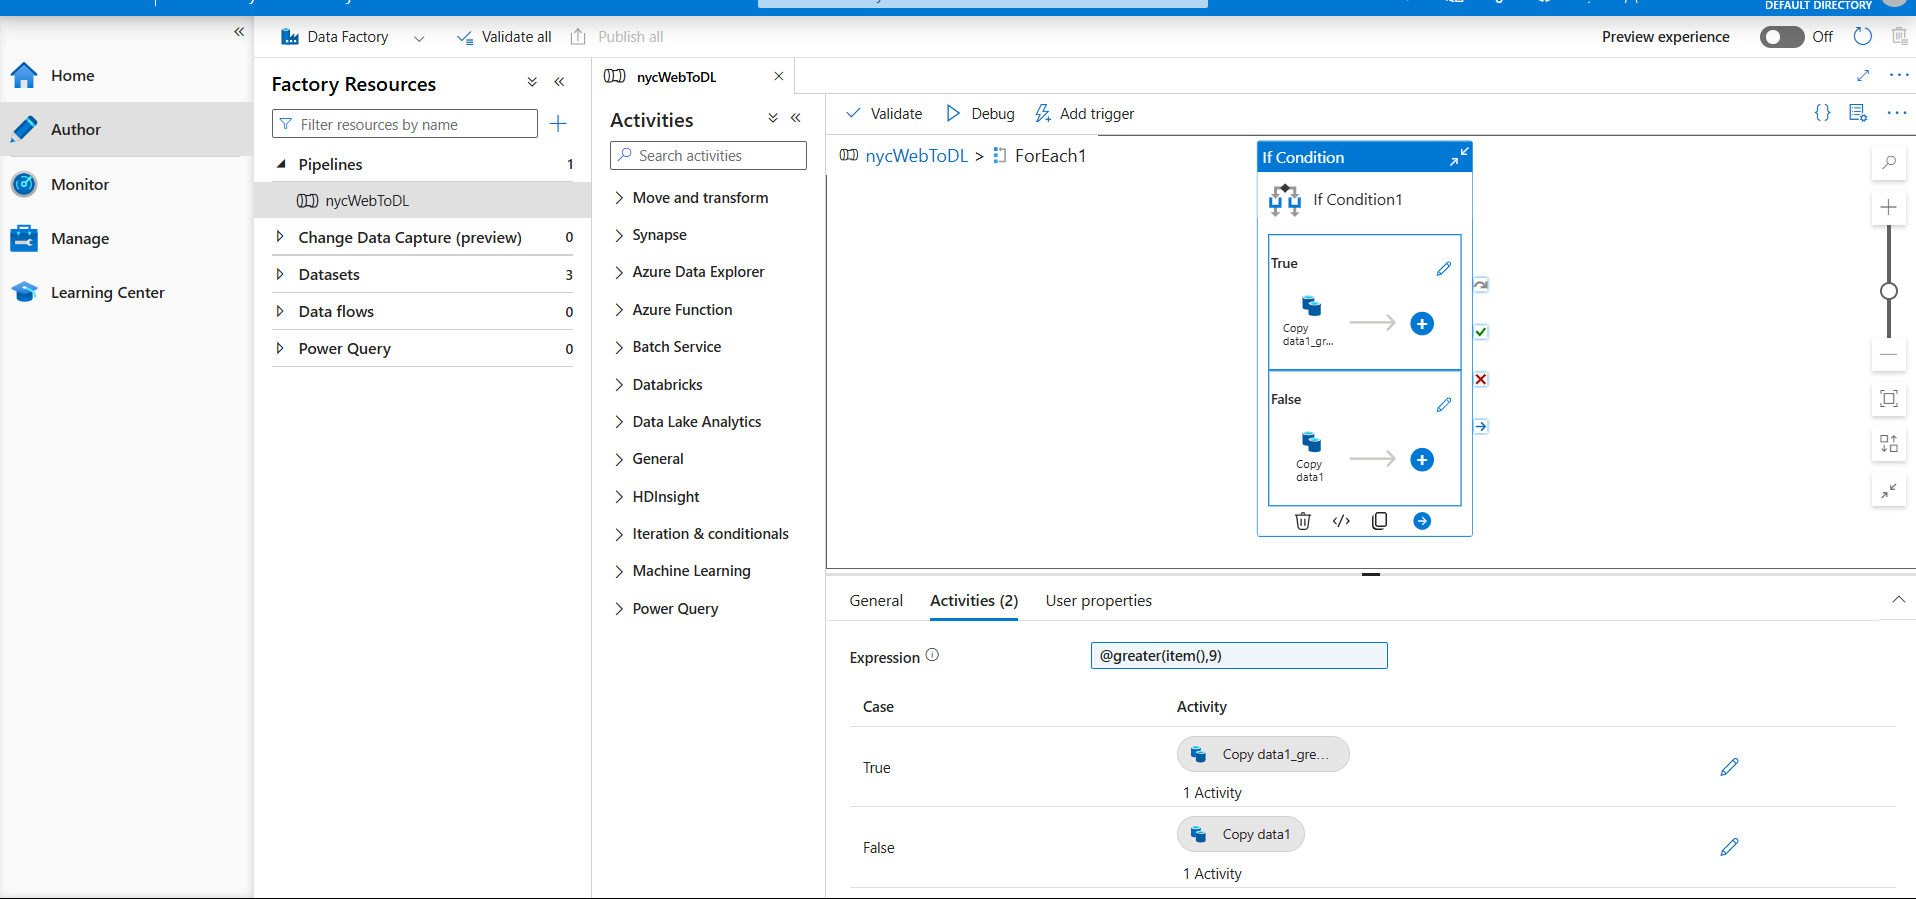 DEFAULT DIRECTORY
Data Factory
Validate all
Publish all
Preview experience
Off
Home
Author
Monitor
Manage
Learning Center
Factory Resources
Filter resources by name
Pipelines 1
nycWebToDL
Change Data Capture (preview) 0
Datasets 3
Data flows 0
Power Query 0
nycWebToDL
Activities
Search activities
Move and transform
Synapse
Azure Data Explorer
Azure Function
Batch Service
Databricks
Data Lake Analytics
General
HDInsight
Iteration & conditionals
Machine Learning
Power Query
Validate
Debug
Add trigger
nycWebToDL > ForEach1
If Condition
If Condition1
True
Copy
data1_gr...
False
Copy
data1
General
Activities (2)
User properties
Expression
@greater(item(),9)
Case Activity
True
Copy data1_gre...
1 Activity
False
Copy data1
1 Activity